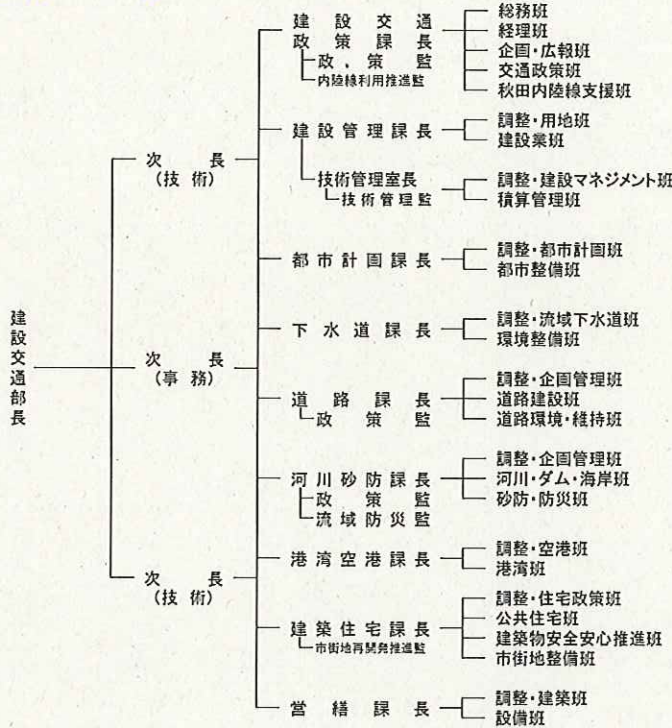 建設交通部長
次長
(技術)
次長
(事務)
次長
(技術)
建設交通
政策課長
政策監
内陸線利用推進監
総務班
経理班
企画・広報班
交通政策班
秋田内陸線支援班
建設管理課長
調整・用地班
建設業班
技術管理室長
技術管理監
調整・建設マネジメント班
積算管理班
都市計画課長
調整・都市計画班
都市整備班
下水道課長
調整・流域下水道班
環境整備班
道路課長
政策監
調整・企画管理班
道路建設班
道路環境・維持班
河川砂防課長
政策監
流域防災監
調整・企画管理班
河川・ダム・海岸班
砂防・防災班
港湾空港課長
調整・空港班
港湾班
建築住宅課長
市街地再開発推進監
調整・住宅政策班
公共住宅班
建築物安全安心推進班
市街地整備班
営繕課長
調整・建築班
設備班